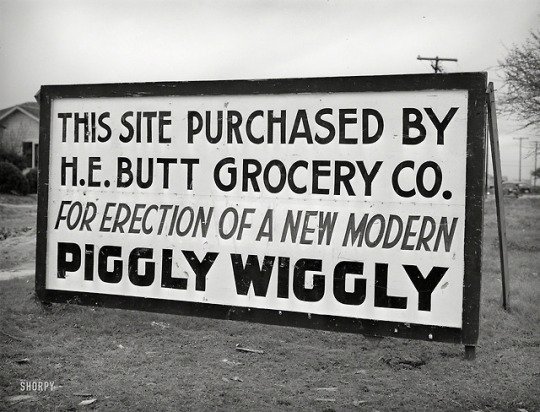 THIS SITE PURCHASED BY
H.E. BUTT GROCERY CO.
FOR ERECTION OF A NEW MODERN
PIGGLY WIGGLY
SHORPY